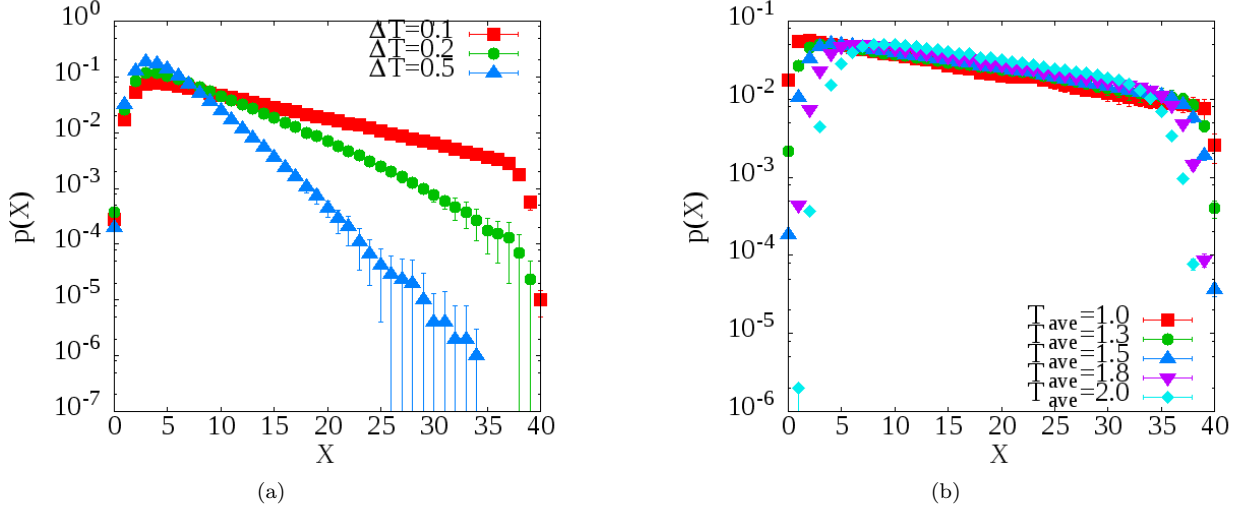 10^0
10^-1
10^-2
10^-3
10^-4
10^-5
10^-6
10^-7
p(X)
0 5 10 15 20 25 30 35 40
X
ΔT=0.1
ΔT=0.2
ΔT=0.5
(a)
10^-1
10^-2
10^-3
10^-4
10^-5
10^-6
p(X)
0 5 10 15 20 25 30 35 40
X
T_ave=1.0
T_ave=1.3
T_ave=1.5
T_ave=1.8
T_ave=2.0
(b)